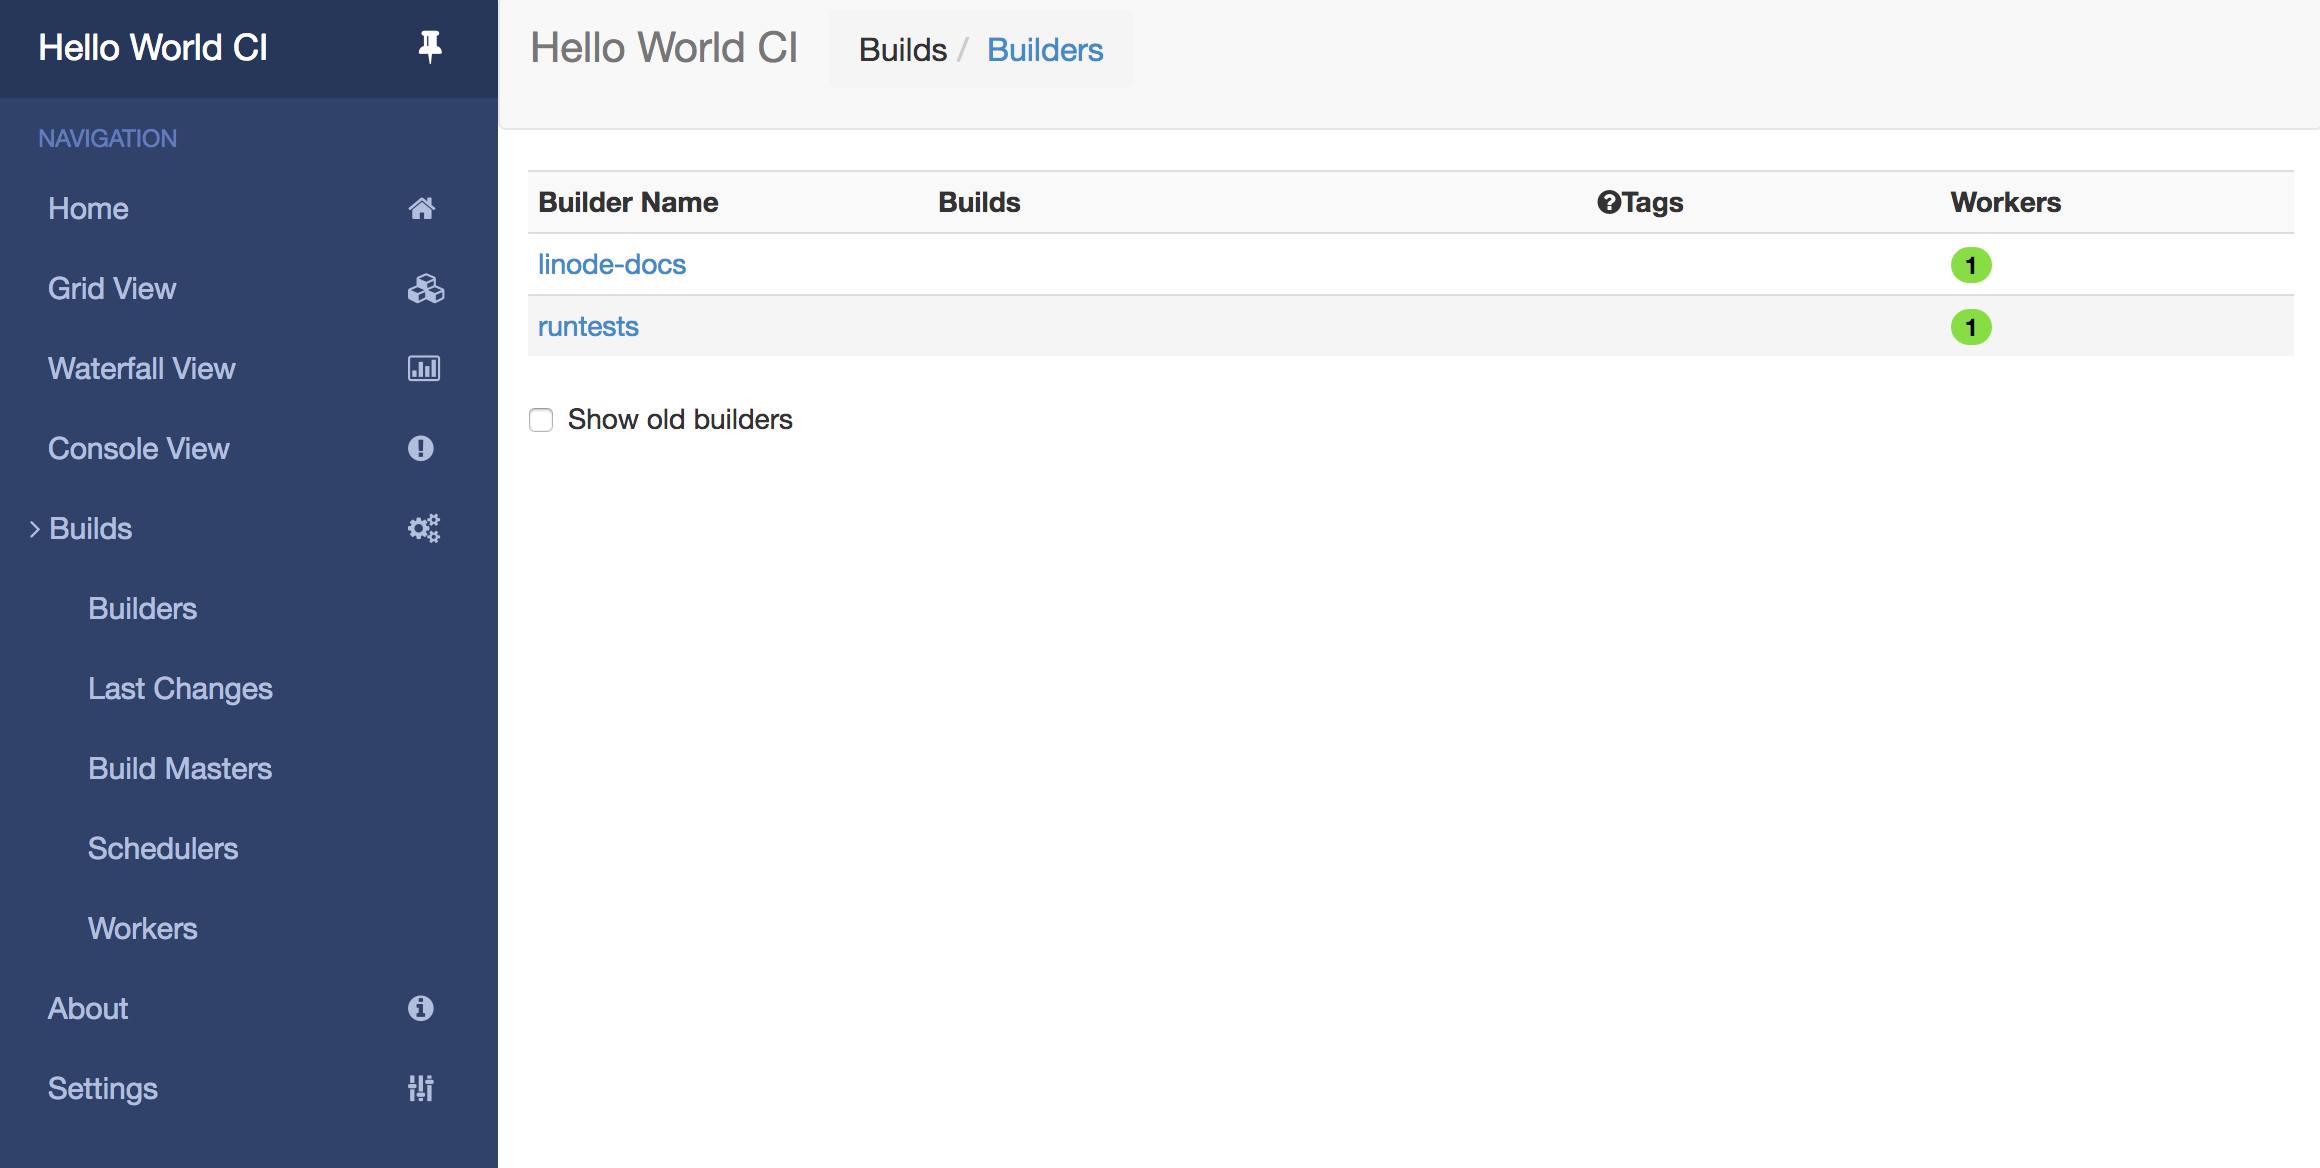 Hello World CI
NAVIGATION
Home
Grid View
Waterfall View
Console View
Builds
Builders
Last Changes
Build Masters
Schedulers
Workers
About
Settings
Hello World CI Builds / Builders
Builder Name Builds Tags Workers
linode-docs 1
runtests 1
Show old builders